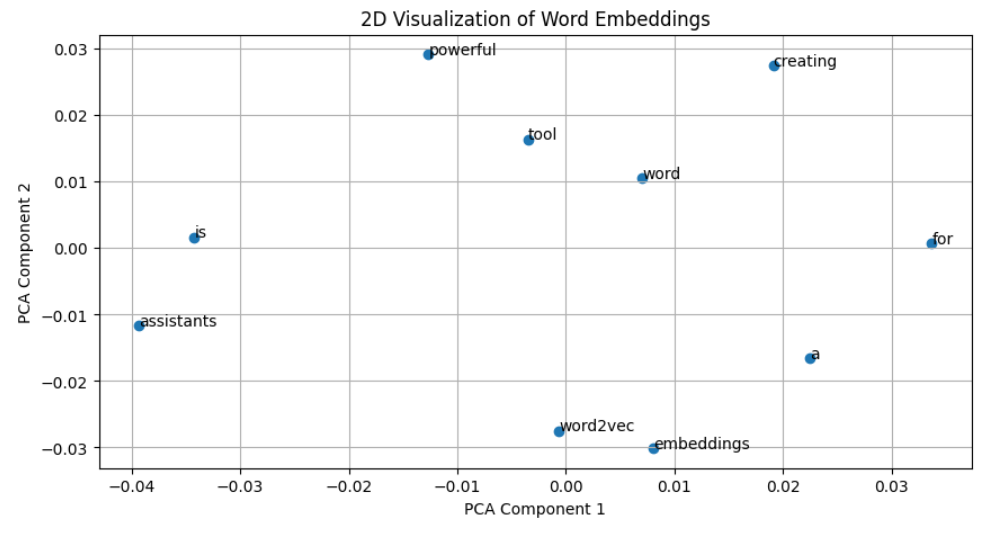 2D Visualization of Word Embeddings
0.03
0.02
0.01
0.00
−0.01
−0.02
−0.03
PCA Component 2
powerful
creating
tool
word
is
for
assistants
a
word2vec
embeddings
−0.04
−0.03
−0.02
−0.01
0.00
0.01
0.02
0.03
PCA Component 1